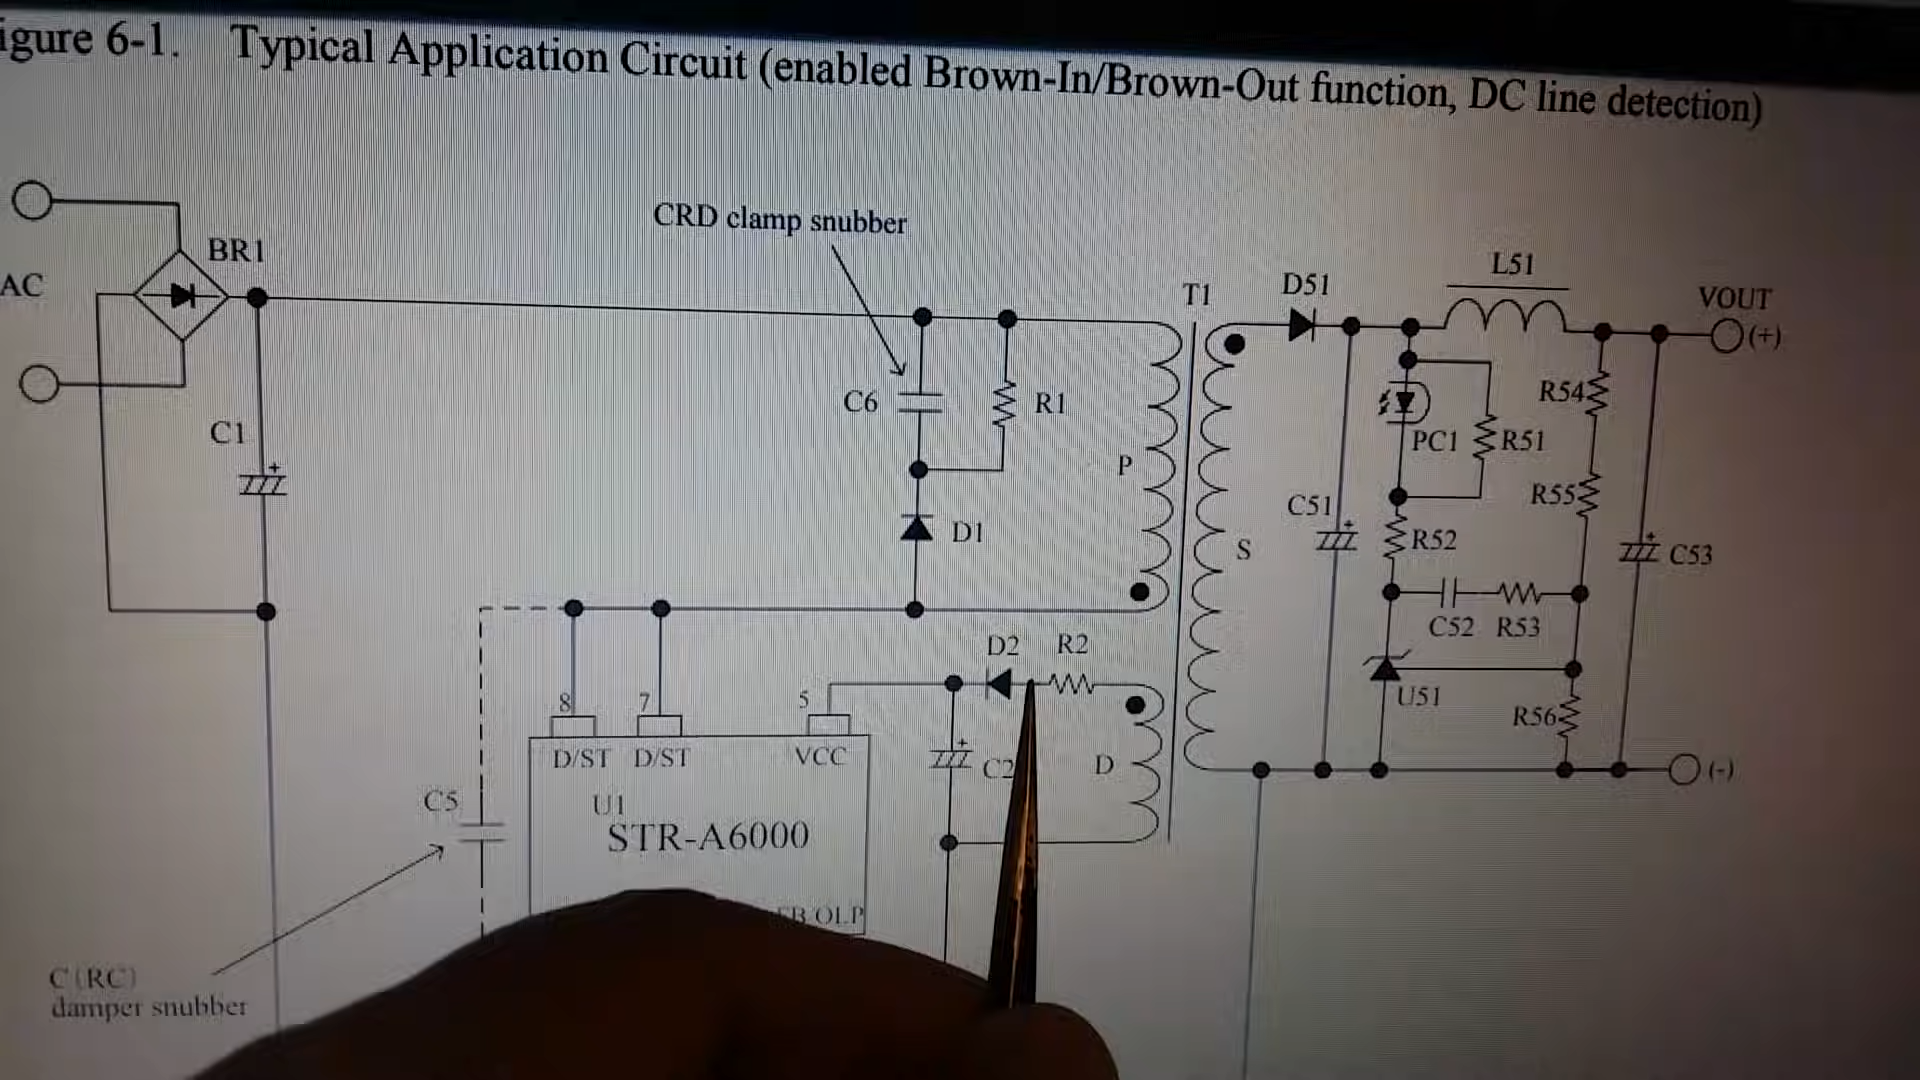 igure 6-1. Typical Application Circuit (enabled Brown-In/Brown-Out function, DC line detection)
CRD clamp snubber
BR1
AC
C1
C6
R1
D1
P
T1
S
D51
L51
VOUT
(+)
R54
PC1
R51
R55
C51
R52
C53
C52 R53
U51
R56
(-)
D2 R2
C2
D
8
7
5
D/ST D/ST VCC
U1
STR-A6000
FB/OLP
C5
C (RC)
damper snubber